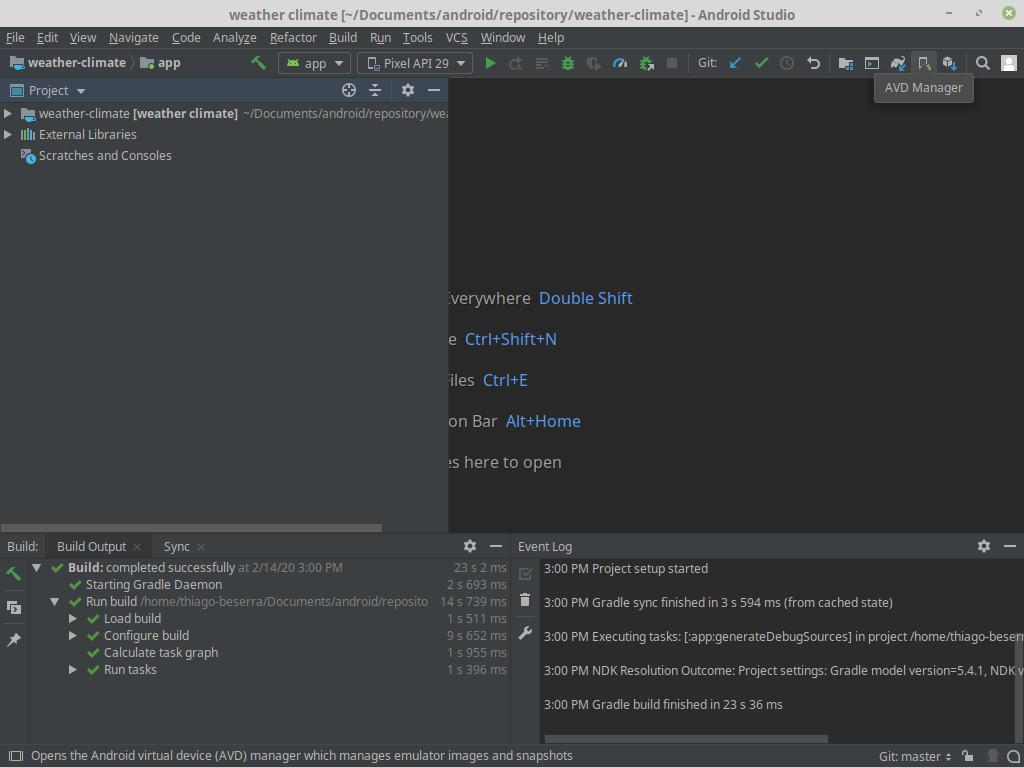 weather climate [~/Documents/android/repository/weather-climate] - Android Studio
File Edit View Navigate Code Analyze Refactor Build Run Tools VCS Window Help
weather-climate app app Pixel API 29 Git:
AVD Manager
Project
weather-climate [weather climate] ~/Documents/android/repository/wea
External Libraries
Scratches and Consoles
Everywhere Double Shift
e Ctrl+Shift+N
Files Ctrl+E
on Bar Alt+Home
es here to open
Build: Build Output Sync
Build: completed successfully at 2/14/20 3:00 PM 23 s 2 ms
Starting Gradle Daemon 2 s 693 ms
Run build /home/thiago-beserra/Documents/android/reposito 14 s 739 ms
Load build 1 s 511 ms
Configure build 9 s 652 ms
Calculate task graph 1 s 955 ms
Run tasks 1 s 396 ms
Event Log
3:00 PM Project setup started
3:00 PM Gradle sync finished in 3 s 594 ms (from cached state)
3:00 PM Executing tasks: [:app:generateDebugSources] in project /home/thiago-beserr
3:00 PM NDK Resolution Outcome: Project settings: Gradle model version=5.4.1, NDK v
3:00 PM Gradle build finished in 23 s 36 ms
Opens the Android virtual device (AVD) manager which manages emulator images and snapshots
Git: master